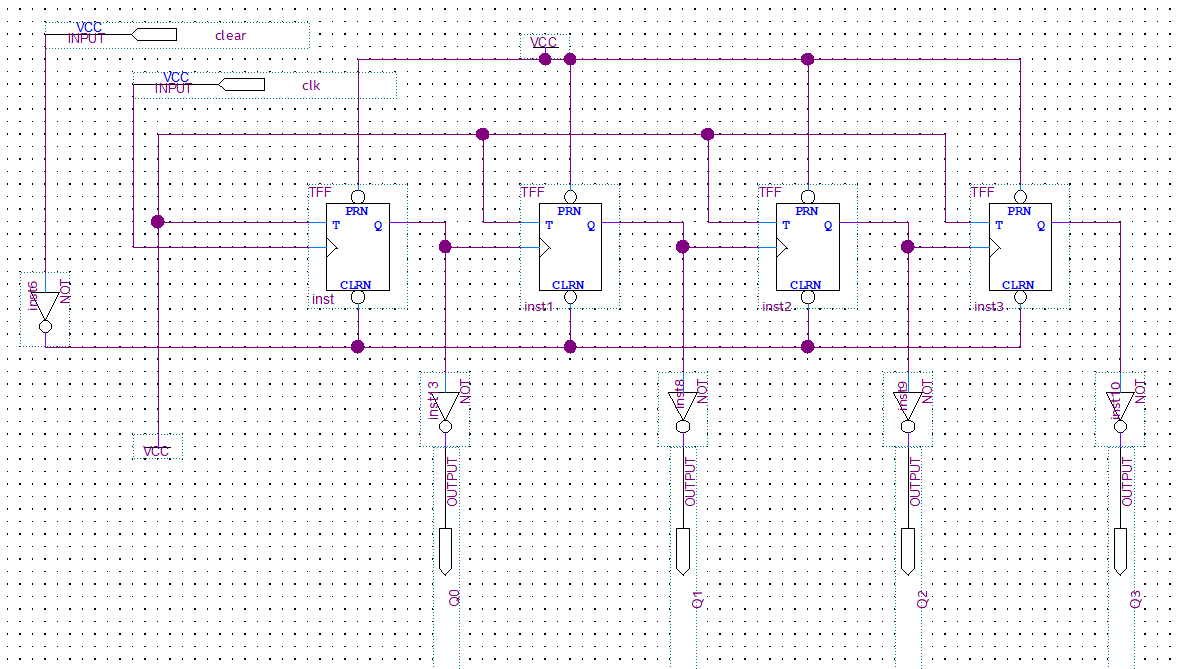 VCC
INPUT
clear
VCC
VCC
INPUT
clk
TFF
PRN
T
Q
CLRN
inst
TFF
PRN
T
Q
CLRN
inst1
TFF
PRN
T
Q
CLRN
inst2
TFF
PRN
T
Q
CLRN
inst3
inst6
NOT
inst13
NOT
inst8
NOT
inst9
NOT
inst10
NOT
VCC
OUTPUT
OUTPUT
OUTPUT
OUTPUT
Q0
Q1
Q2
Q3